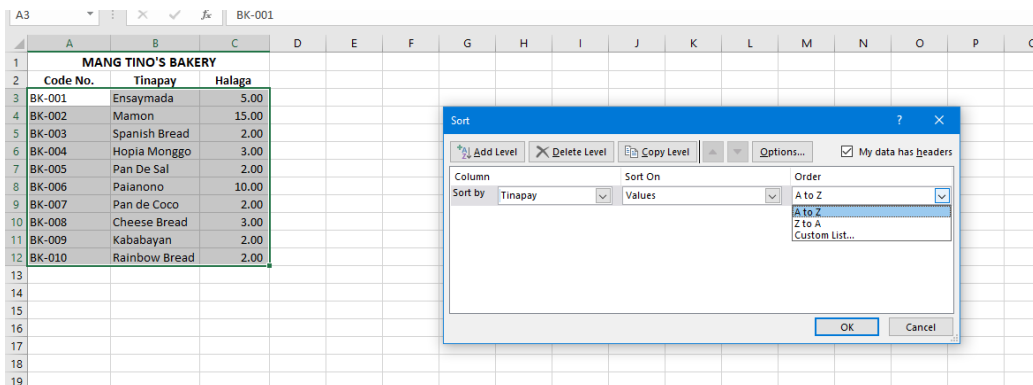 A3 fx BK-001
A B C D E F G H I J K L M N O P
1 MANG TINO'S BAKERY
2 Code No. Tinapay Halaga
3 BK-001 Ensaymada 5.00
4 BK-002 Mamon 15.00
5 BK-003 Spanish Bread 2.00
6 BK-004 Hopia Monggo 3.00
7 BK-005 Pan De Sal 2.00
8 BK-006 Paianono 10.00
9 BK-007 Pan de Coco 2.00
10 BK-008 Cheese Bread 3.00
11 BK-009 Kababayan 2.00
12 BK-010 Rainbow Bread 2.00
13
14
15
16
17
18
19
Sort ?
Add Level Delete Level Copy Level Options... My data has headers
Column Sort On Order
Sort by Tinapay Values A to Z
A to Z
Z to A
Custom List...
OK Cancel